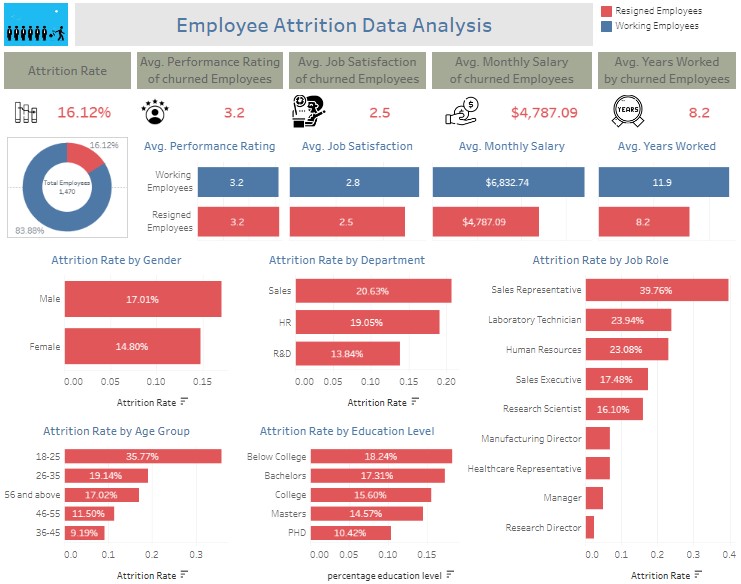 Employee Attrition Data Analysis
Resigned Employees
Working Employees
Attrition Rate
16.12%
Avg. Performance Rating
of churned Employees
3.2
Avg. Job Satisfaction
of churned Employees
2.5
Avg. Monthly Salary
of churned Employees
$4,787.09
Avg. Years Worked
by churned Employees
YEARS
8.2
16.12%
Total Employees
1,470
83.88%
Avg. Performance Rating
Avg. Job Satisfaction
Avg. Monthly Salary
Avg. Years Worked
Working
Employees
3.2
2.8
$6,832.74
11.9
Resigned
Employees
3.2
2.5
$4,787.09
8.2
Attrition Rate by Gender
Male
17.01%
Female
14.80%
0.00 0.05 0.10 0.15
Attrition Rate
Attrition Rate by Department
Sales
20.63%
HR
19.05%
R&D
13.84%
0.00 0.05 0.10 0.15 0.20
Attrition Rate
Attrition Rate by Job Role
Sales Representative
39.76%
Laboratory Technician
23.94%
Human Resources
23.08%
Sales Executive
17.48%
Research Scientist
16.10%
Manufacturing Director
Healthcare Representative
Manager
Research Director
0.0 0.1 0.2 0.3 0.4
Attrition Rate
Attrition Rate by Age Group
18-25
35.77%
26-35
19.14%
56 and above
17.02%
46-55
11.50%
36-45
9.19%
0.0 0.1 0.2 0.3
Attrition Rate
Attrition Rate by Education Level
Below College
18.24%
Bachelors
17.31%
College
15.60%
Masters
14.57%
PHD
10.42%
0.00 0.05 0.10 0.15
percentage education level